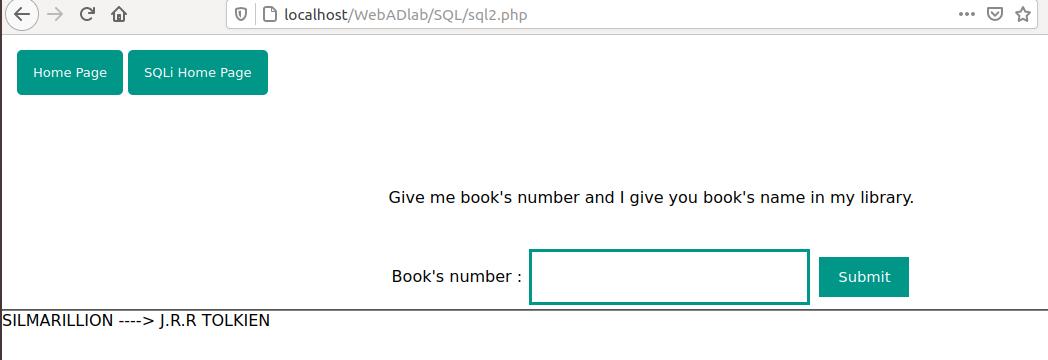 localhost/WebADlab/SQL/sql2.php
Home Page SQLi Home Page
Give me book's number and I give you book's name in my library.
Book's number : Submit
SILMARILLION ----> J.R.R TOLKIEN